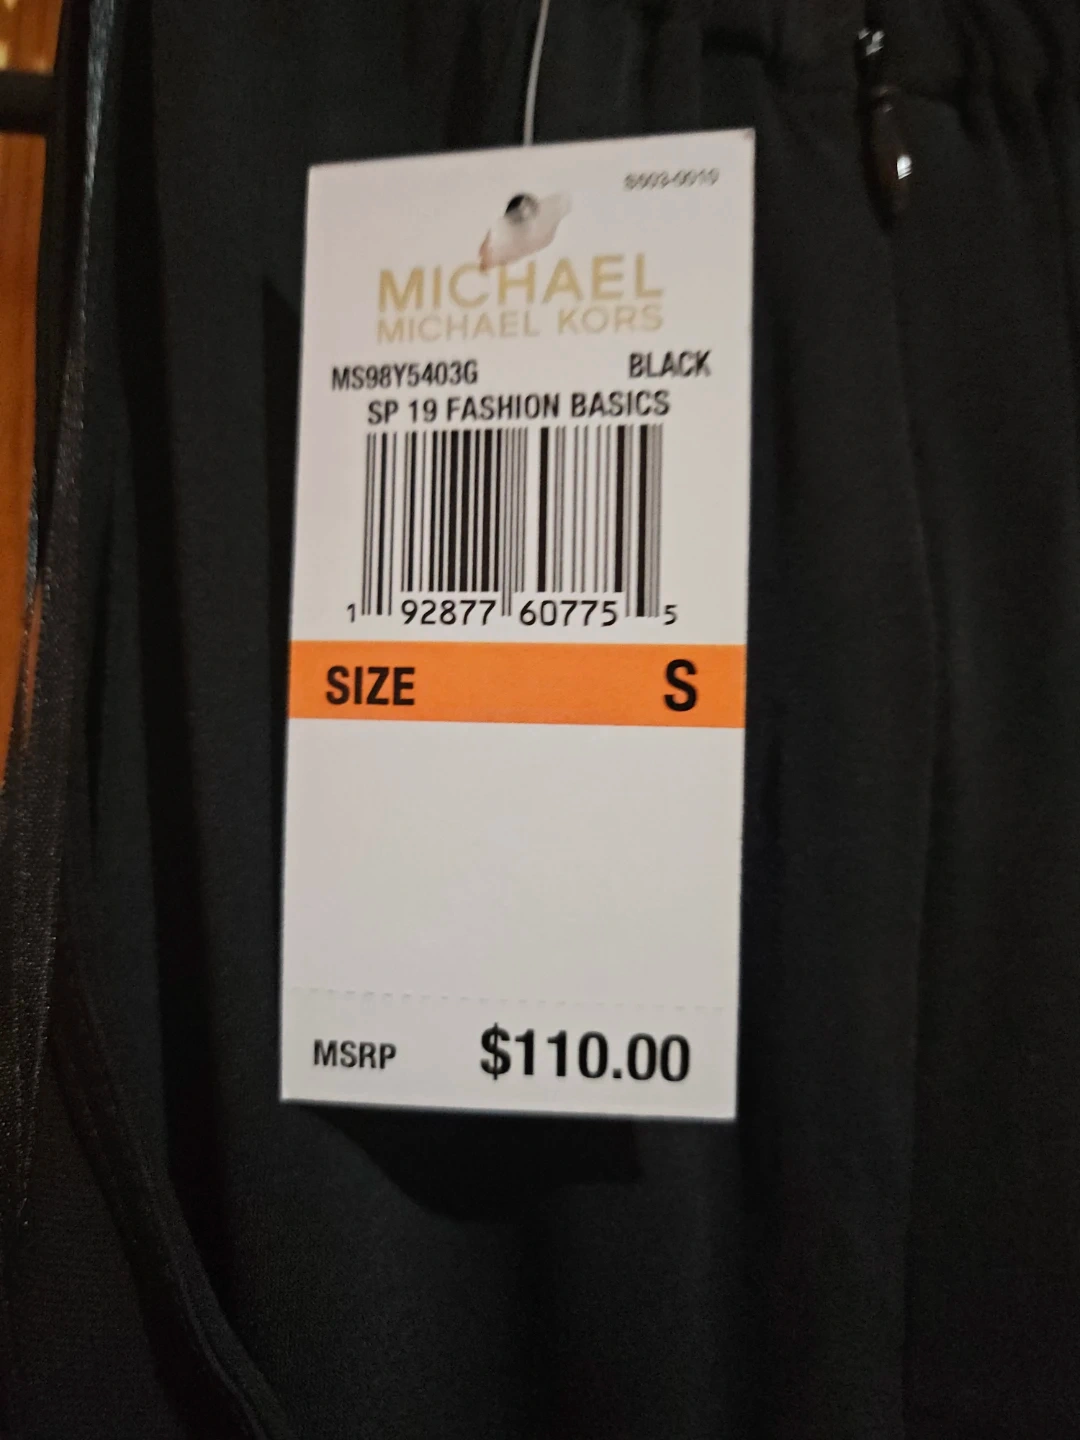 MICHAEL
MICHAEL KORS
MS98Y5403G BLACK
SP 19 FASHION BASICS
1 92877 60775 5
SIZE S
MSRP $110.00